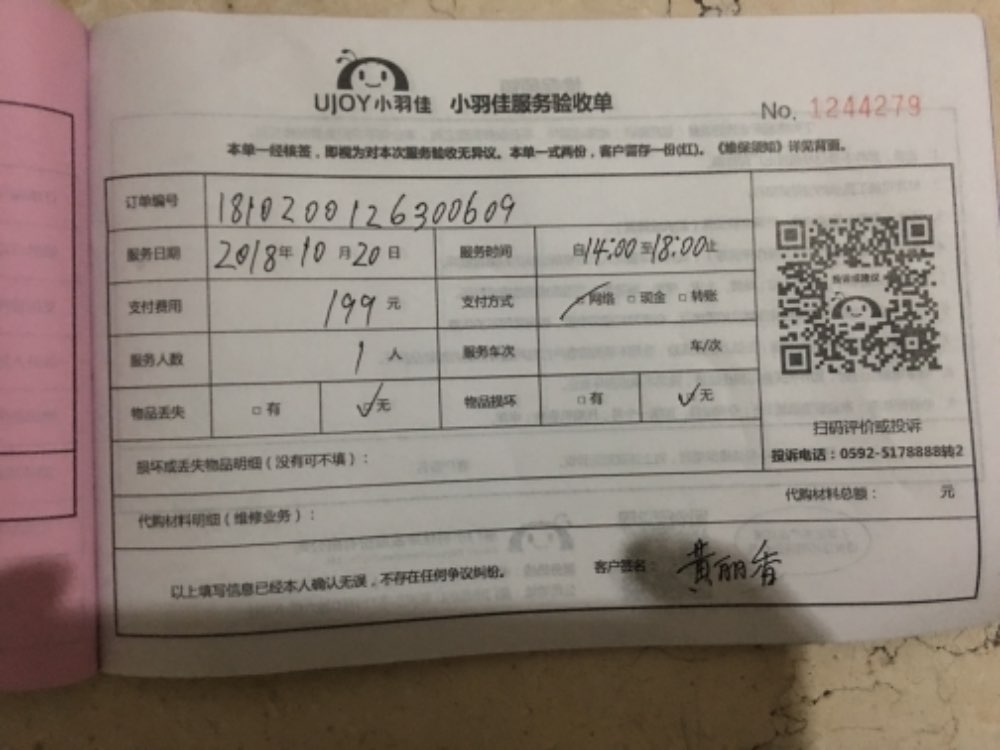 UJOY小羽佳 小羽佳服务验收单
No. 1244279
本单一经核签，即视为对本次服务验收无异议。本单一式两份，客户留存一份(红)。《维保须知》详见背面。
订单编号 18102001263 00609
服务日期 2018年10月20日 服务时间 自14:00至18:00止
支付费用 199元 支付方式 ☑网络 □现金 □转账
服务人数 1人 服务车次 车/次
物品丢失 □有 ☑无 物品损坏 □有 ☑无
投诉或建议
扫码评价或投诉
投诉电话：0592-5178888转2
损坏或丢失物品明细（没有可不填）：
代购材料明细（维修业务）： 代购材料总额： 元
以上填写信息已经本人确认无误，不存在任何争议纠纷。 客户签名： 黄丽香